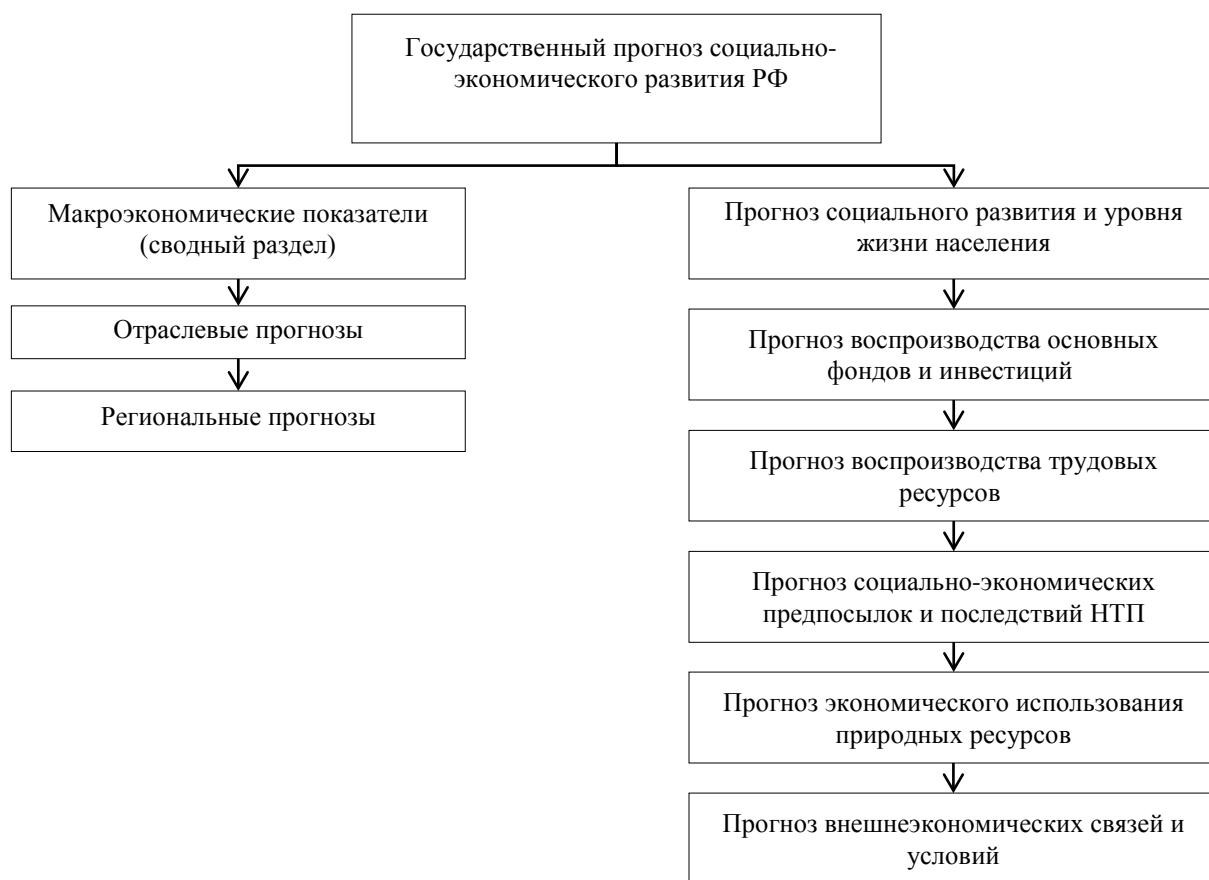 Государственный прогноз социально-
экономического развития РФ
Макроэкономические показатели
(сводный раздел)
Отраслевые прогнозы
Региональные прогнозы
Прогноз социального развития и уровня
жизни населения
Прогноз воспроизводства основных
фондов и инвестиций
Прогноз воспроизводства трудовых
ресурсов
Прогноз социально-экономических
предпосылок и последствий НТП
Прогноз экономического использования
природных ресурсов
Прогноз внешнеэкономических связей и
условий